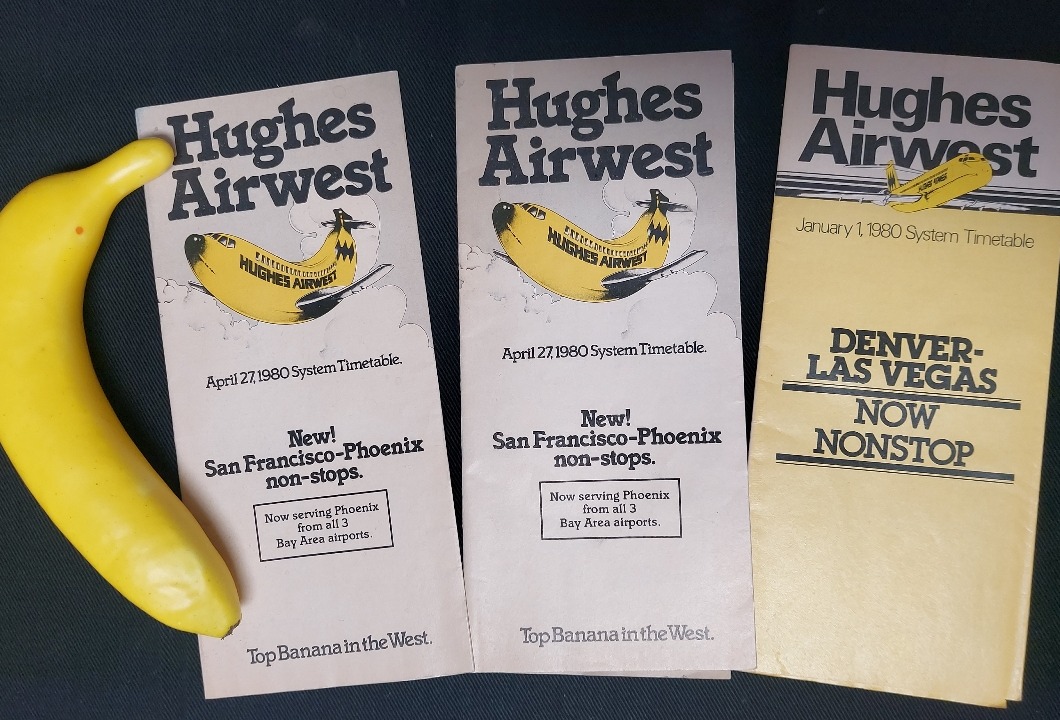 Hughes
Airwest
HUGHES AIRWEST
April 27, 1980 System Timetable.
New!
San Francisco-Phoenix
non-stops.
Now serving Phoenix
from all 3
Bay Area airports.
Top Banana in the West.
Hughes
Airwest
HUGHES AIRWEST
April 27, 1980 System Timetable.
New!
San Francisco-Phoenix
non-stops.
Now serving Phoenix
from all 3
Bay Area airports.
Top Banana in the West.
Hughes
Airwest
HUGHES AIRWEST
January 1, 1980 System Timetable
DENVER-
LAS VEGAS
NOW
NONSTOP